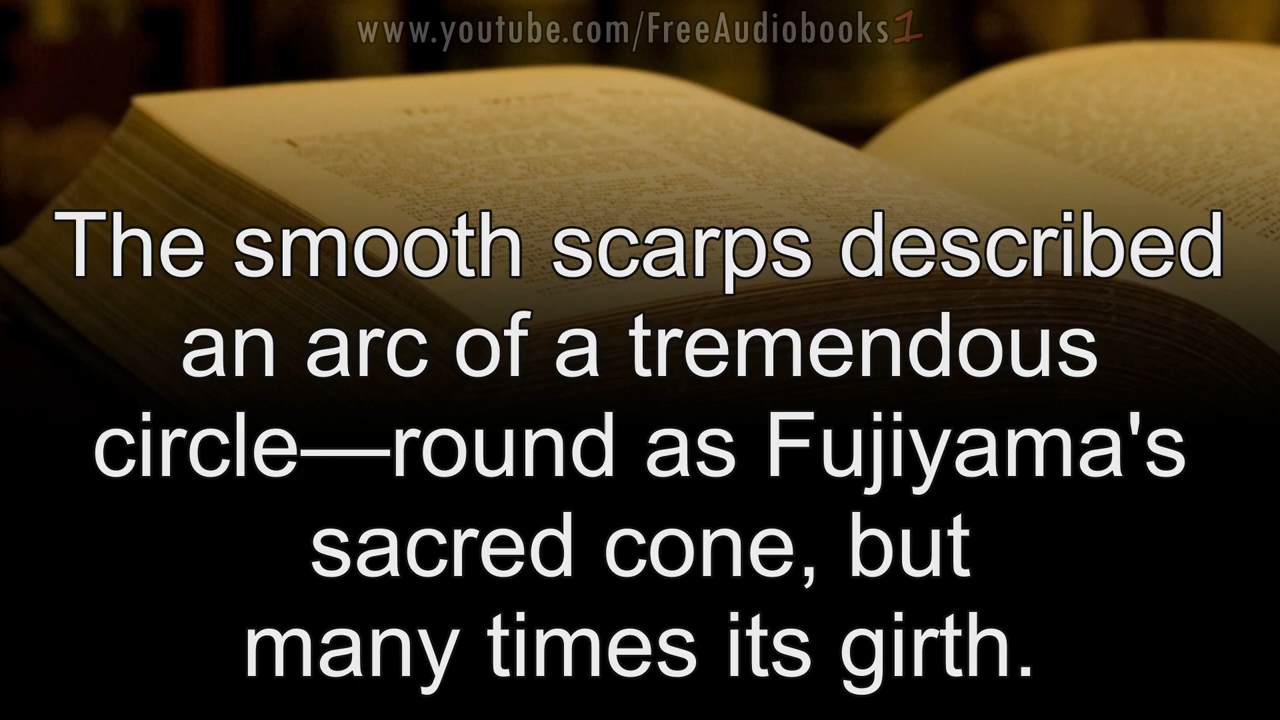 www.youtube.com/FreeAudiobooks1
The smooth scarps described
an arc of a tremendous
circle—round as Fujiyama's
sacred cone, but
many times its girth.